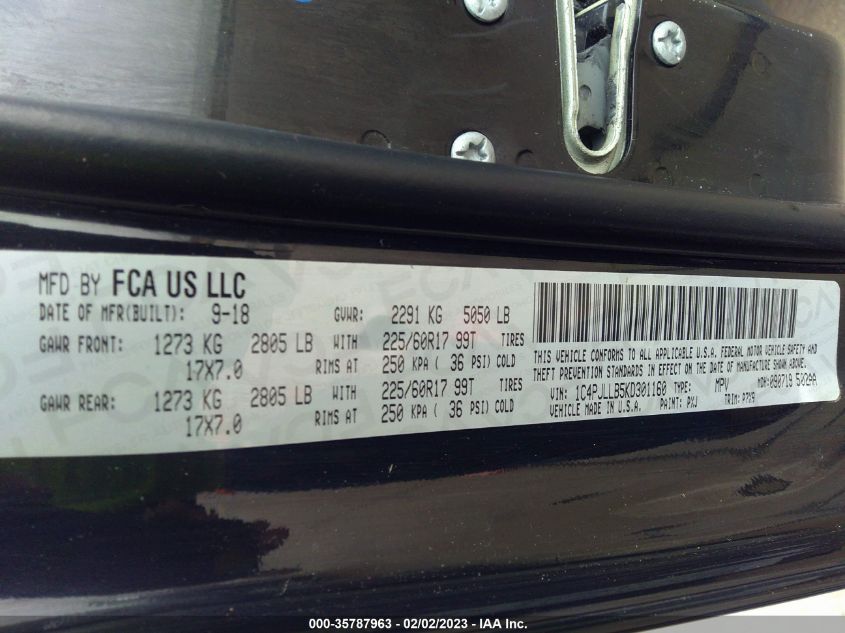 MFD BY FCA US LLC
DATE OF MFR(BUILT): 9-18 GVWR: 2291 KG 5050 LB
GAWR FRONT: 1273 KG 2805 LB WITH 225/60R17 99T TIRES
17X7.0 RIMS AT 250 KPA ( 36 PSI) COLD
GAWR REAR: 1273 KG 2805 LB WITH 225/60R17 99T TIRES
17X7.0 RIMS AT 250 KPA ( 36 PSI) COLD
THIS VEHICLE CONFORMS TO ALL APPLICABLE U.S.A. FEDERAL MOTOR VEHICLE SAFETY AND
THEFT PREVENTION STANDARDS IN EFFECT ON THE DATE OF MANUFACTURE SHOWN ABOVE.
VIN: 1C4PJLLB5KD301160 TYPE: MPV MDH: 080719 502AA
VEHICLE MADE IN U.S.A. PAINT: PXJ TRIM:
000-35787963 - 02/02/2023 - © IAA Inc.